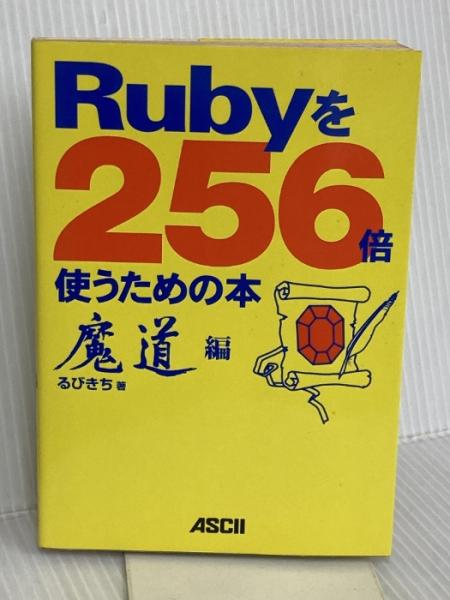 Rubyを
256倍
使うための本
魔道編
るびきち著
ASCII